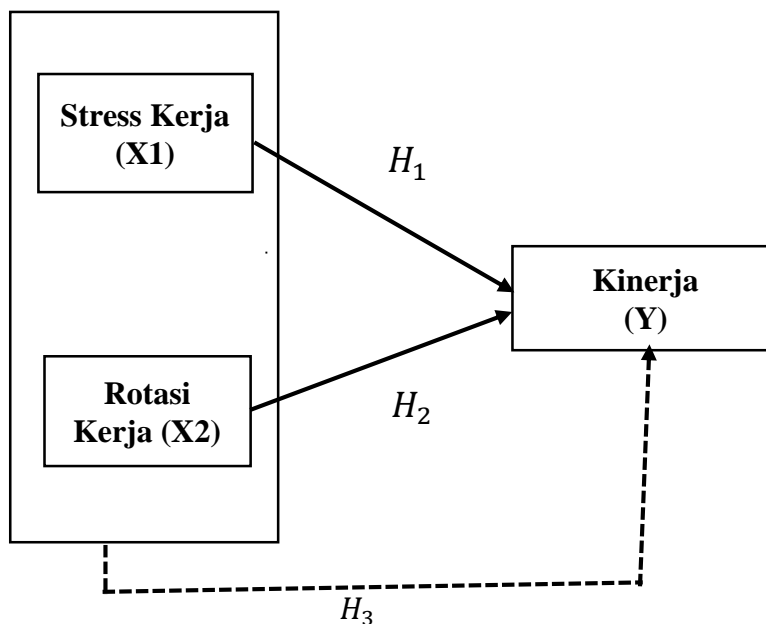 Stress Kerja
(X1)
H₁
Kinerja
(Y)
Rotasi
Kerja (X2)
H₂
H₃